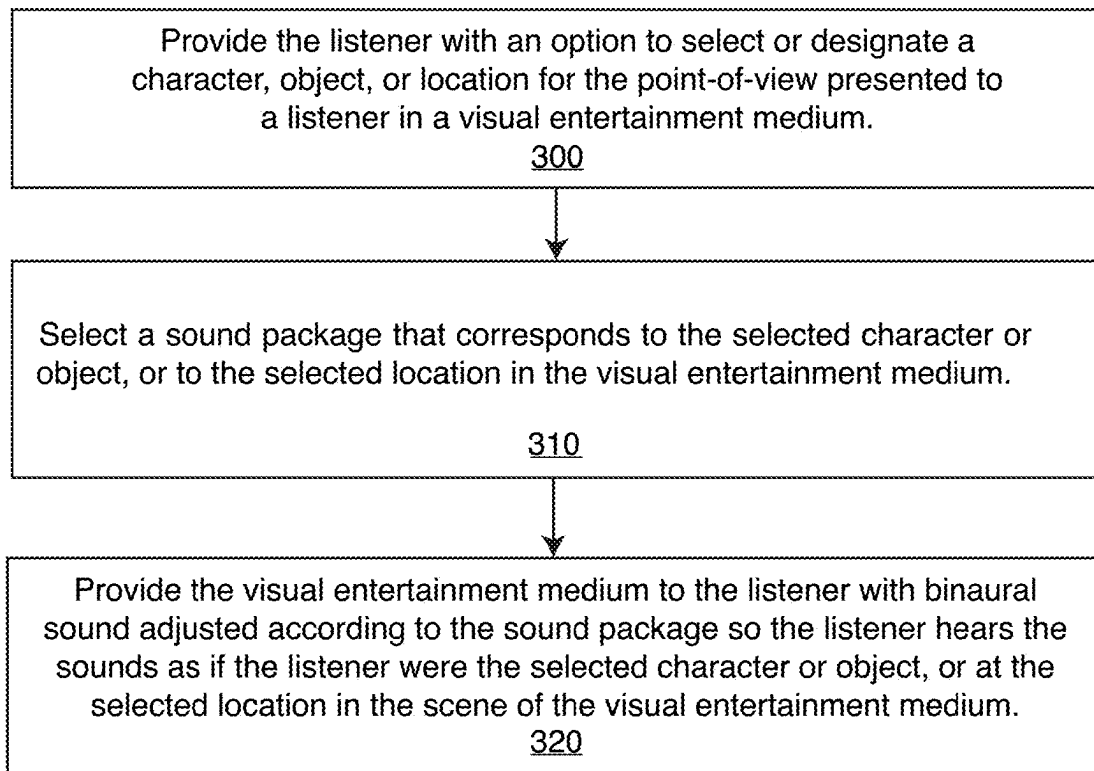 Provide the listener with an option to select or designate a
character, object, or location for the point-of-view presented to
a listener in a visual entertainment medium.
300
Select a sound package that corresponds to the selected character or
object, or to the selected location in the visual entertainment medium.
310
Provide the visual entertainment medium to the listener with binaural
sound adjusted according to the sound package so the listener hears the
sounds as if the listener were the selected character or object, or at the
selected location in the scene of the visual entertainment medium.
320